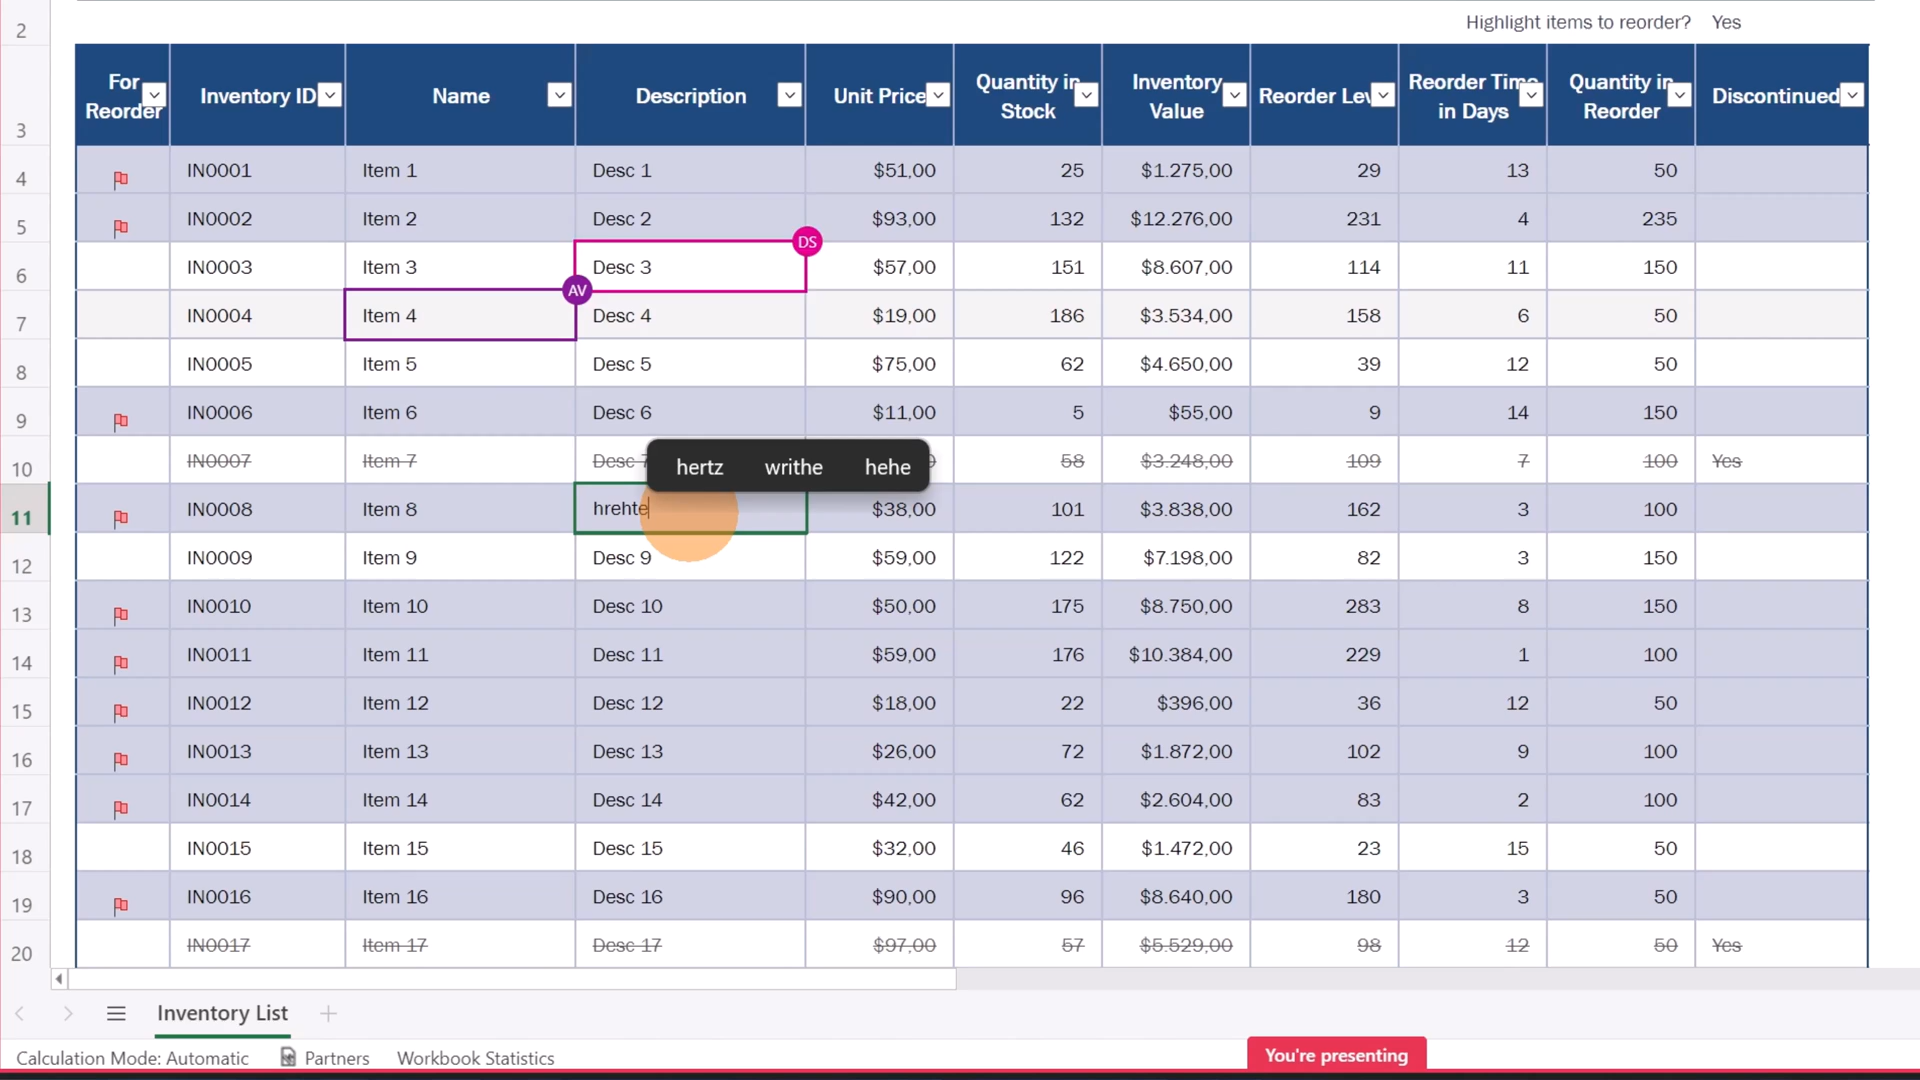 2 Highlight items to reorder? Yes
3 For Reorder Inventory ID Name Description Unit Price Quantity in Stock Inventory Value Reorder Lev Reorder Time in Days Quantity in Reorder Discontinued
4 IN0001 Item 1 Desc 1 $51,00 25 $1.275,00 29 13 50
5 IN0002 Item 2 Desc 2 $93,00 132 $12.276,00 231 4 235
DS
6 IN0003 Item 3 Desc 3 $57,00 151 $8.607,00 114 11 150
AV
7 IN0004 Item 4 Desc 4 $19,00 186 $3.534,00 158 6 50
8 IN0005 Item 5 Desc 5 $75,00 62 $4.650,00 39 12 50
9 IN0006 Item 6 Desc 6 $11,00 5 $55,00 9 14 150
10 IN0007 Item 7 Desc 58 $3.248,00 109 7 100 Yes
hertz writhe hehe
11 IN0008 Item 8 hrehte $38,00 101 $3.838,00 162 3 100
12 IN0009 Item 9 Desc 9 $59,00 122 $7.198,00 82 3 150
13 IN0010 Item 10 Desc 10 $50,00 175 $8.750,00 283 8 150
14 IN0011 Item 11 Desc 11 $59,00 176 $10.384,00 229 1 100
15 IN0012 Item 12 Desc 12 $18,00 22 $396,00 36 12 50
16 IN0013 Item 13 Desc 13 $26,00 72 $1.872,00 102 9 100
17 IN0014 Item 14 Desc 14 $42,00 62 $2.604,00 83 2 100
18 IN0015 Item 15 Desc 15 $32,00 46 $1.472,00 23 15 50
19 IN0016 Item 16 Desc 16 $90,00 96 $8.640,00 180 3 50
20 IN0017 Item 17 Desc 17 $97,00 57 $5.529,00 98 12 50 Yes
Inventory List
Calculation Mode: Automatic Partners Workbook Statistics You're presenting